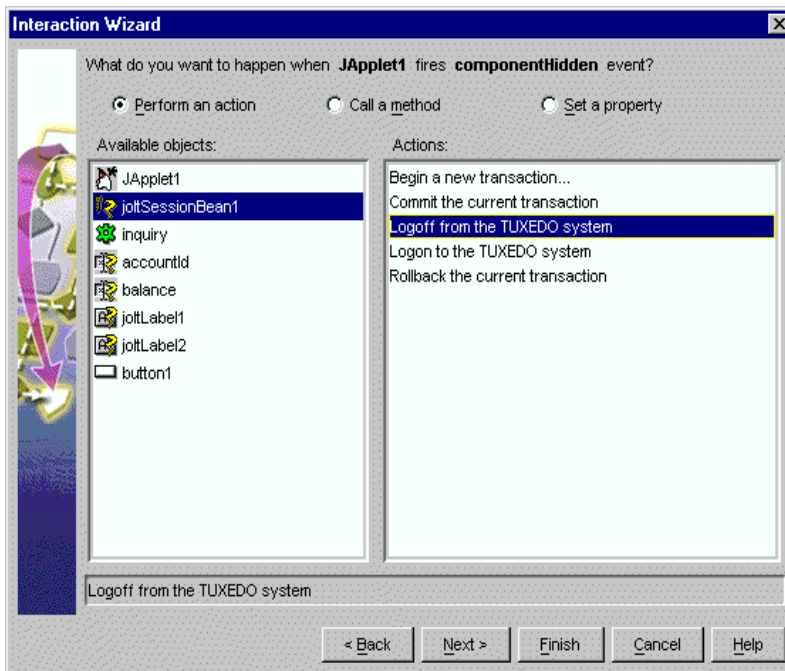 Interaction Wizard
What do you want to happen when JApplet1 fires componentHidden event?
Perform an action
Call a method
Set a property
Available objects:
Actions:
JApplet1
joltSessionBean1
inquiry
accountId
balance
joltLabel1
joltLabel2
button1
Begin a new transaction...
Commit the current transaction
Logoff from the TUXEDO system
Logon to the TUXEDO system
Rollback the current transaction
Logoff from the TUXEDO system
< Back
Next >
Finish
Cancel
Help